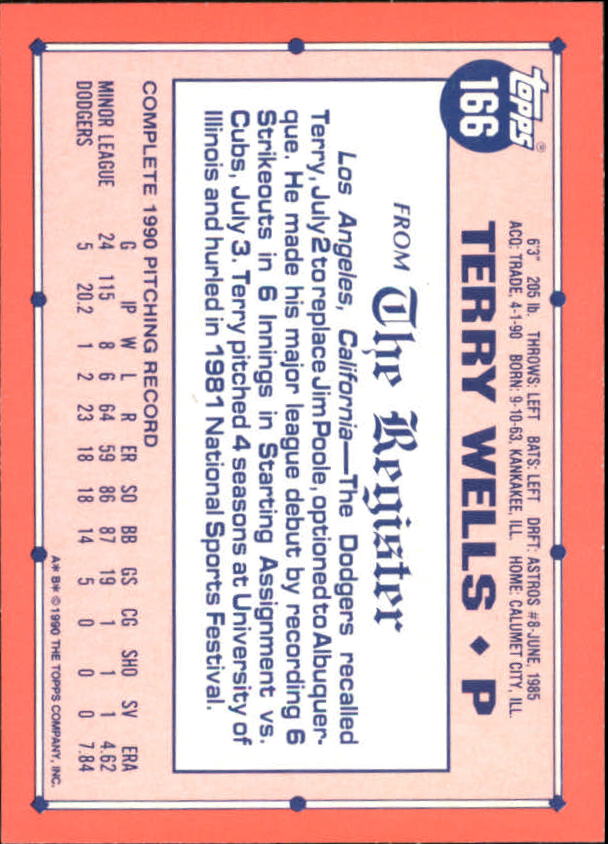 topps®
166
TERRY WELLS ◆ P
6'3" 205 lb. THROWS: LEFT BATS: LEFT DRFT: ASTROS #8-JUNE, 1985
ACQ: TRADE, 4-1-90 BORN: 9-10-63, KANKAKEE, ILL. HOME: CALUMET CITY, ILL.
FROM The Register
Los Angeles, California—The Dodgers recalled
Terry, July 2 to replace Jim Poole, optioned to Albuquer-
que. He made his major league debut by recording 6
Strikeouts in 6 Innings in Starting Assignment vs.
Cubs, July 3. Terry pitched 4 seasons at University of
Illinois and hurled in 1981 National Sports Festival.
COMPLETE 1990 PITCHING RECORD
G IP W L R ER SO BB GS CG SHO SV ERA
MINOR LEAGUE 24 115 8 6 64 59 86 87 19 1 1 1 4.62
DODGERS 5 20.2 1 2 23 18 18 14 5 0 0 0 7.84
A* B* © 1990 THE TOPPS COMPANY, INC.